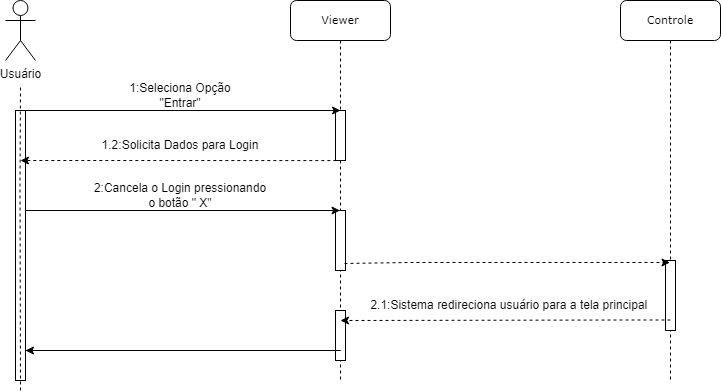 Viewer
Controle
Usuário
1:Seleciona Opção
"Entrar"
1.2:Solicita Dados para Login
2:Cancela o Login pressionando
o botão " X"
2.1:Sistema redireciona usuário para a tela principal